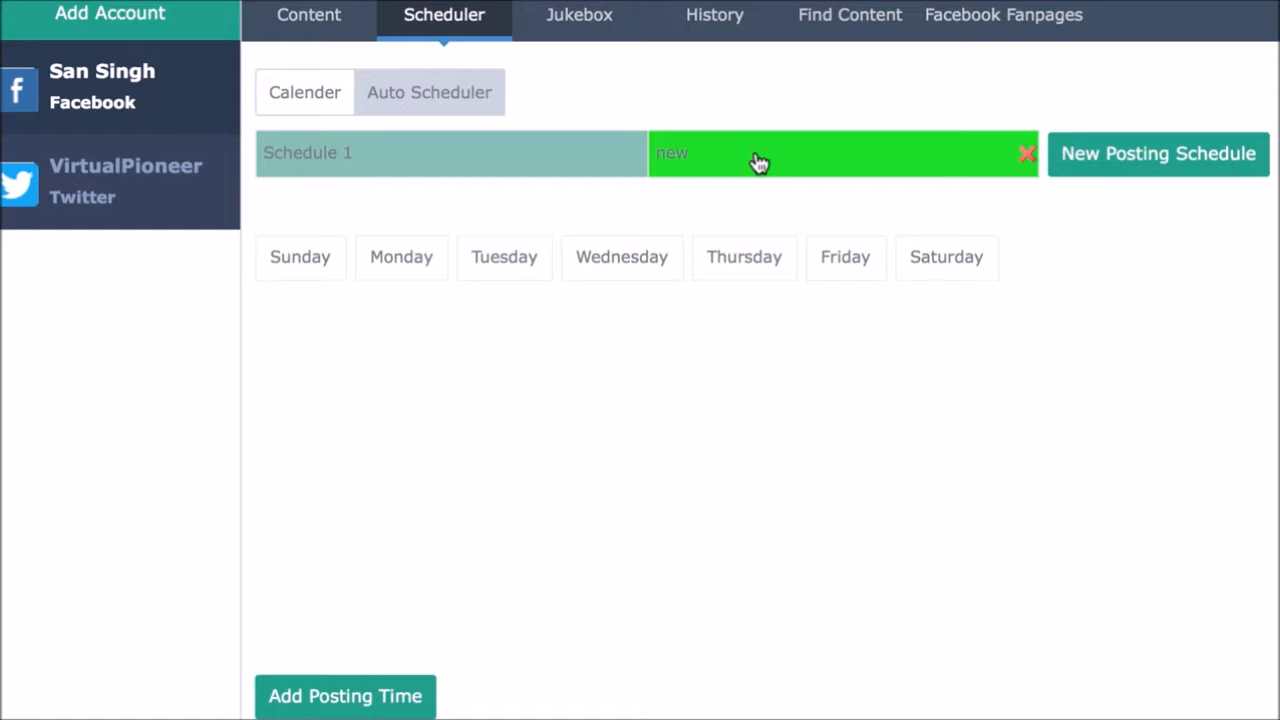 Add Account
Content Scheduler Jukebox History Find Content Facebook Fanpages
San Singh
Facebook
VirtualPioneer
Twitter
Calender Auto Scheduler
Schedule 1 new New Posting Schedule
Sunday Monday Tuesday Wednesday Thursday Friday Saturday
Add Posting Time